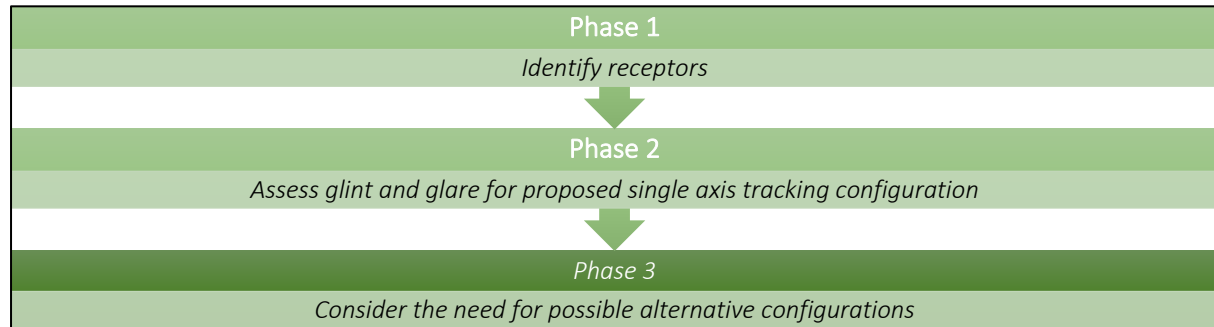 Phase 1
Identify receptors
Phase 2
Assess glint and glare for proposed single axis tracking configuration
Phase 3
Consider the need for possible alternative configurations